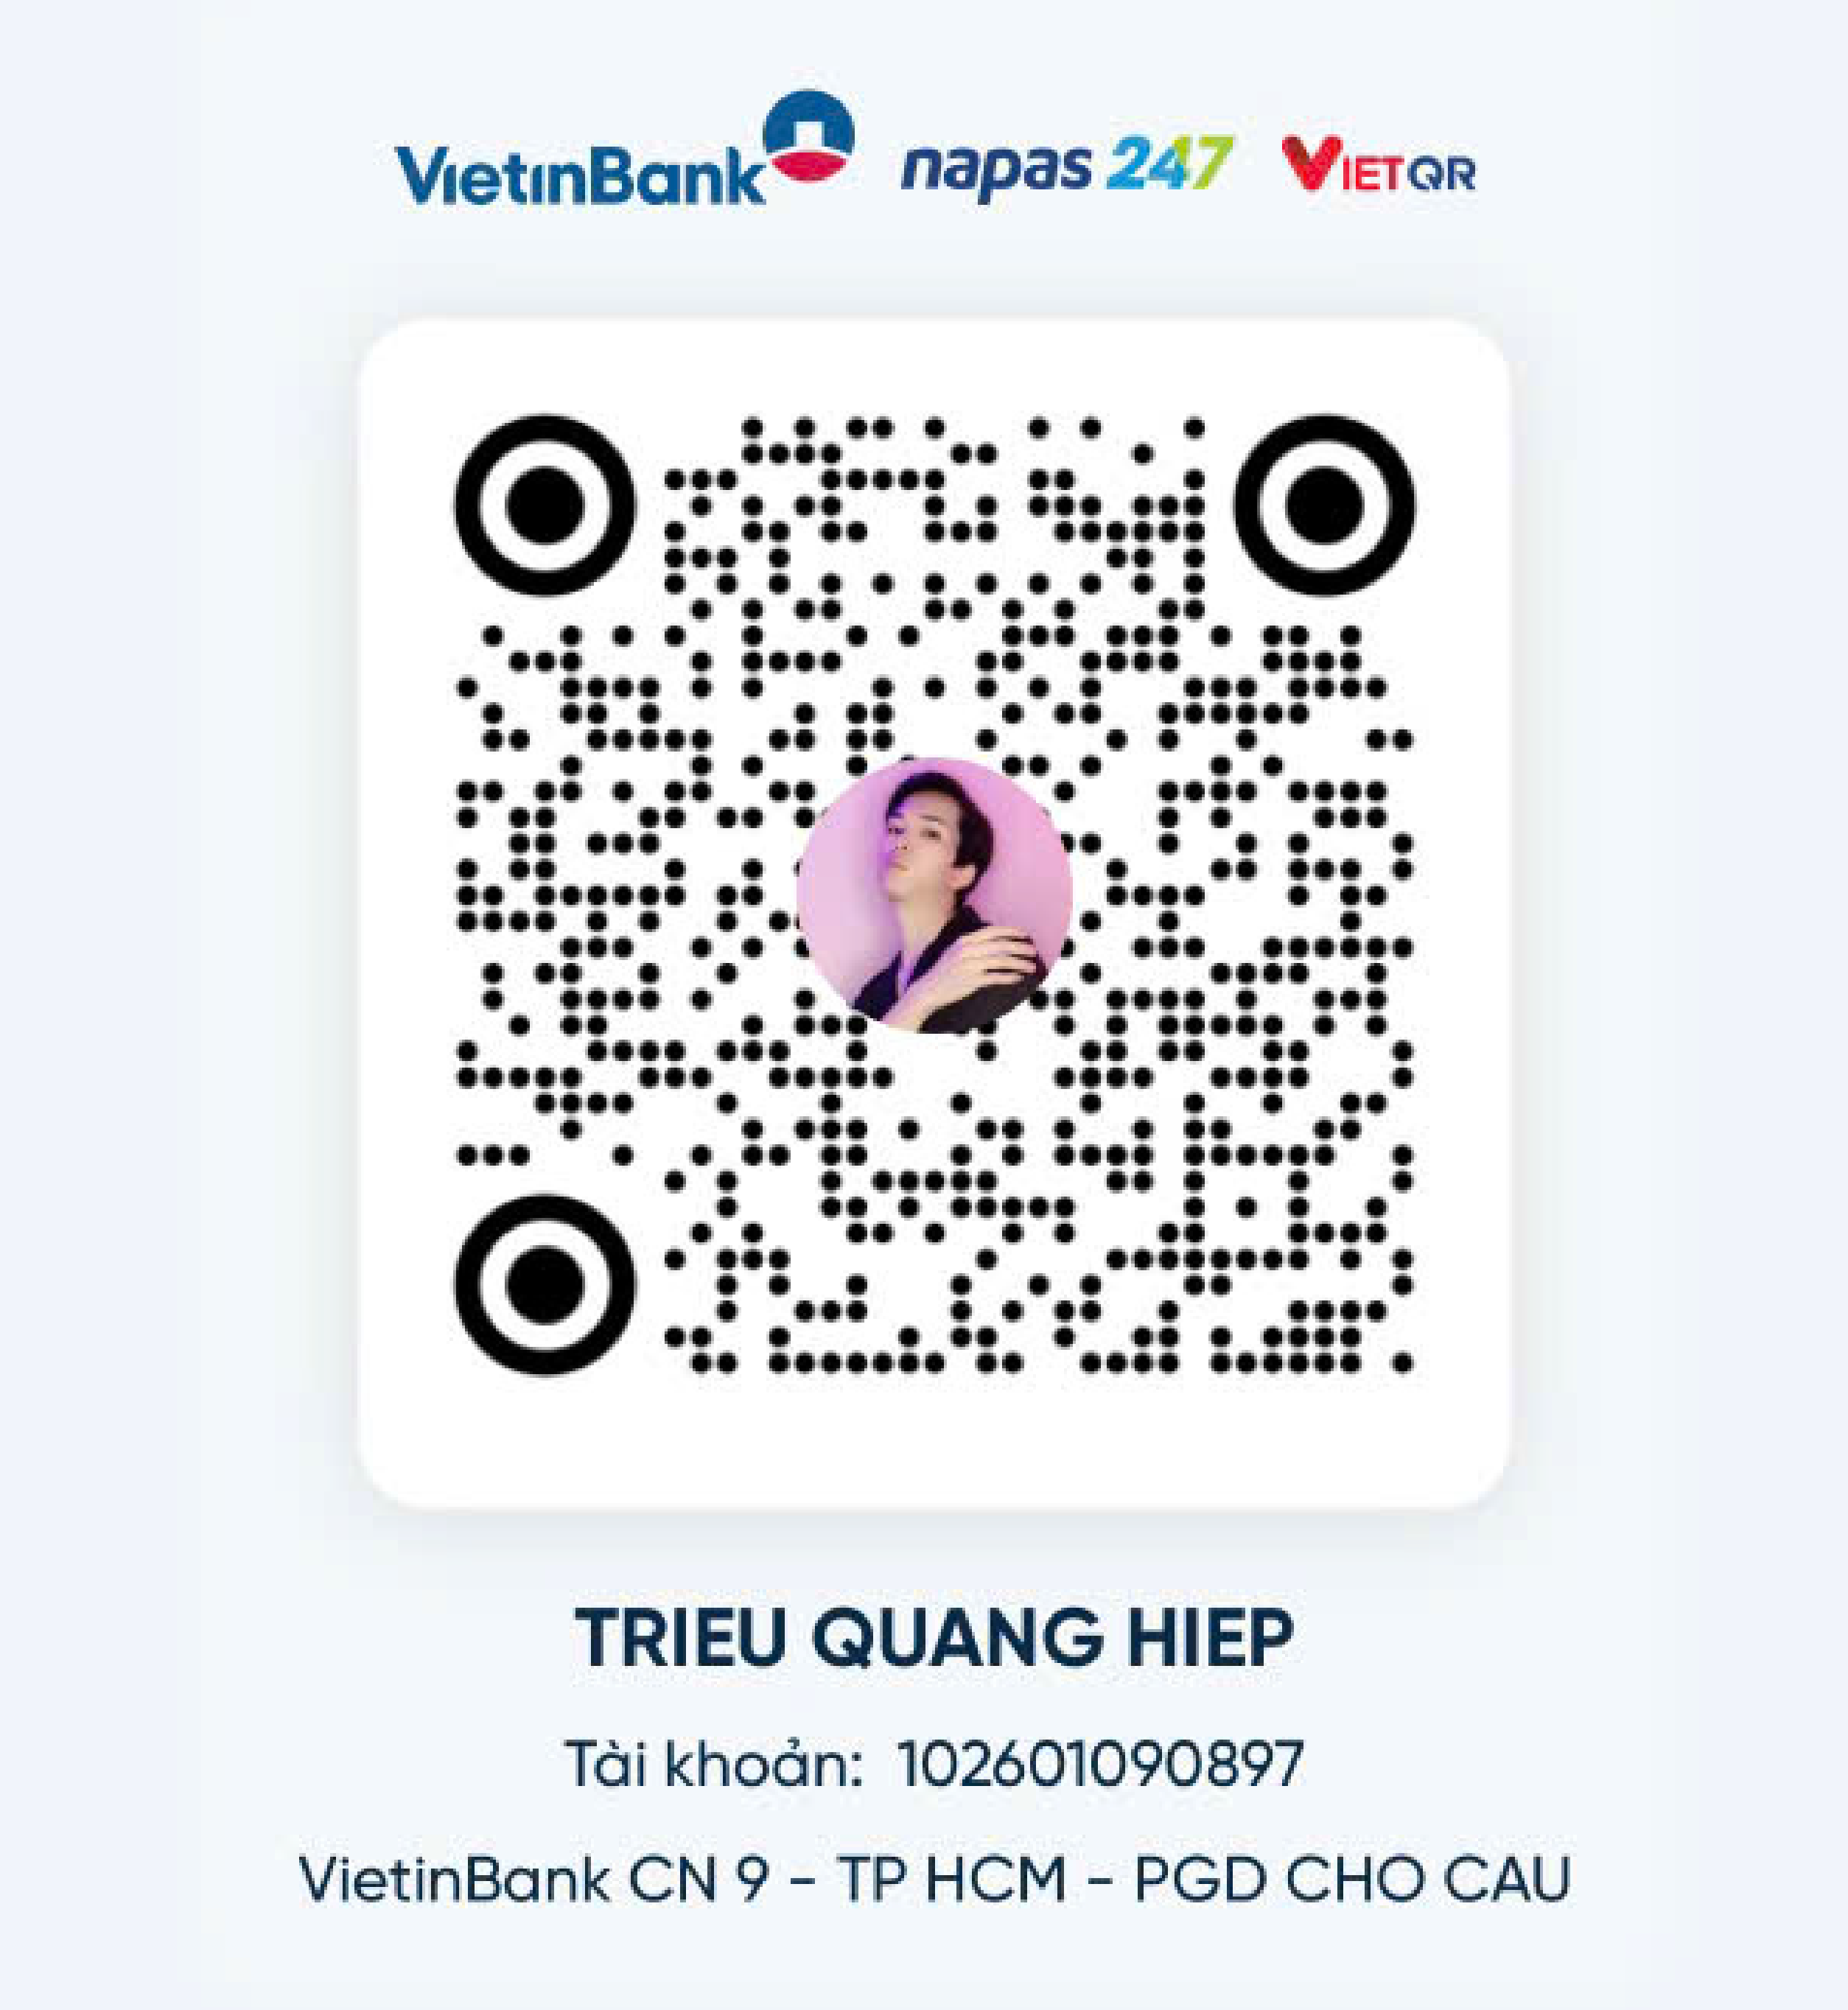 VietinBank napas 247 VIETQR
TRIEU QUANG HIEP
Tài khoản: 102601090897
VietinBank CN 9 - TP HCM - PGD CHO CAU